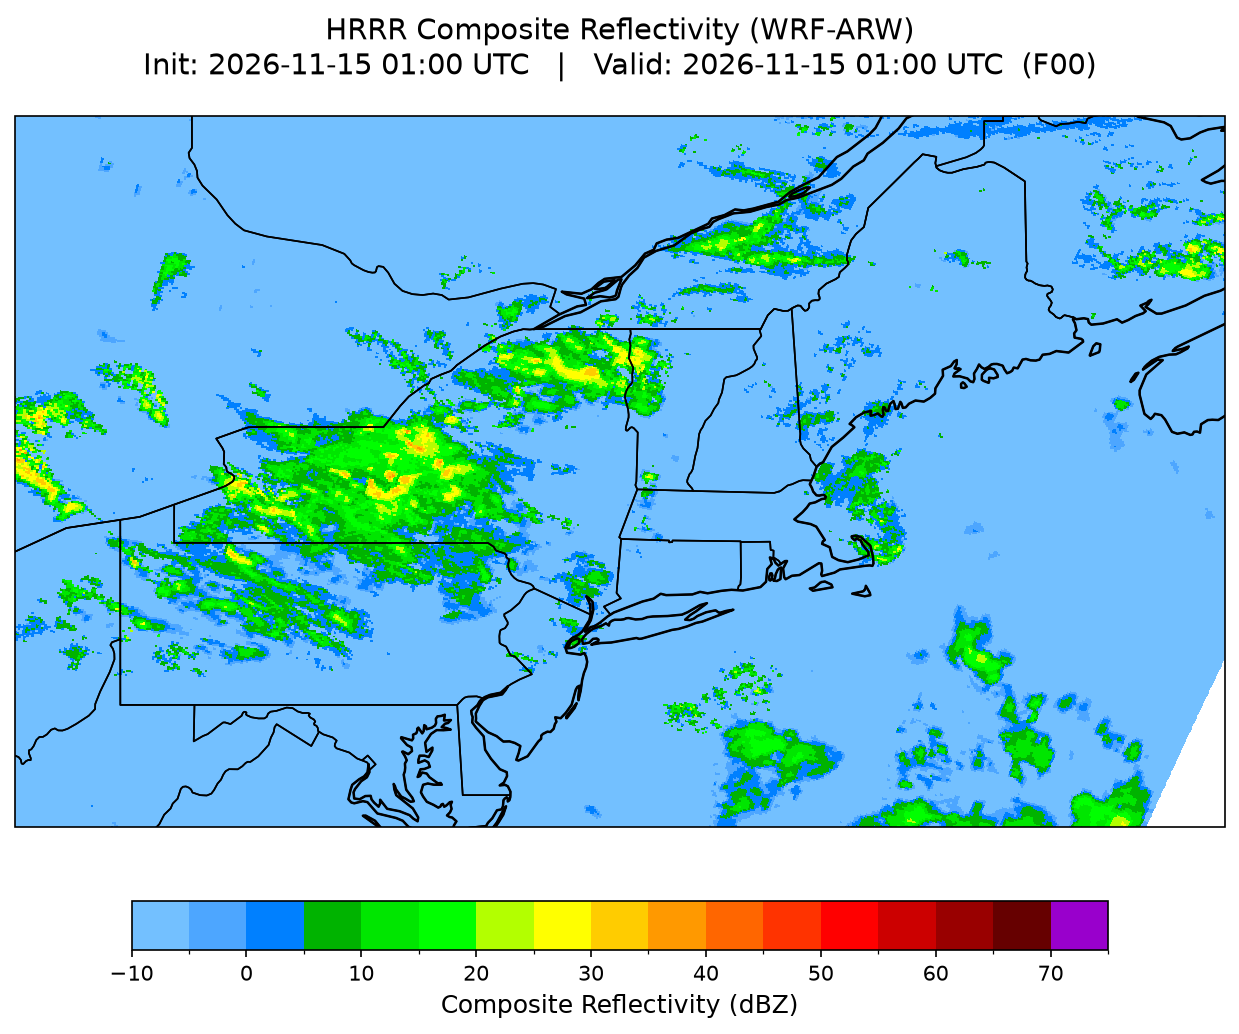 HRRR Composite Reflectivity (WRF-ARW)
Init: 2026-11-15 01:00 UTC   |   Valid: 2026-11-15 01:00 UTC  (F00)
−10 0 10 20 30 40 50 60 70
Composite Reflectivity (dBZ)